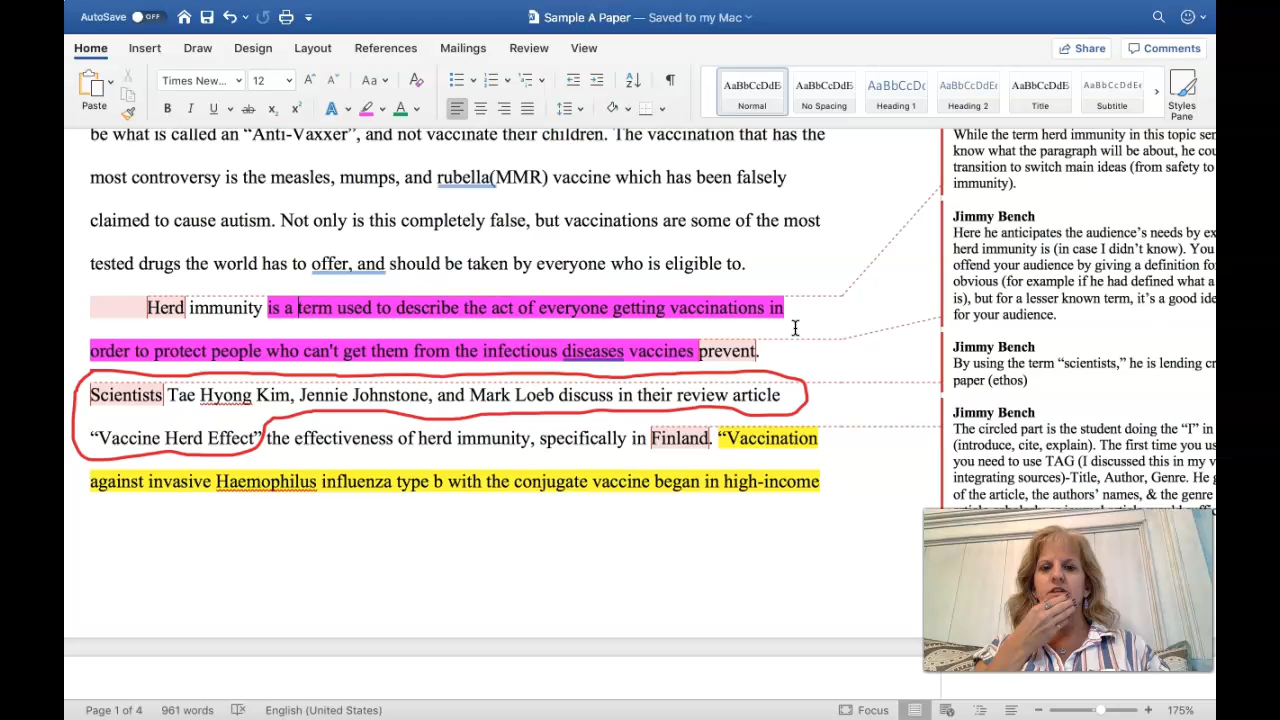 AutoSave OFF Sample A Paper — Saved to my Mac
Home Insert Draw Design Layout References Mailings Review View Share Comments
Paste Times New... 12 Aa AaBbCcDdE AaBbCcDdE AaBbCcDc AaBbCcDdE AaBbCcDdE AaBbCcDdE
Normal No Spacing Heading 1 Heading 2 Title Subtitle Styles Pane
be what is called an “Anti-Vaxxer”, and not vaccinate their children. The vaccination that has the
most controversy is the measles, mumps, and rubella(MMR) vaccine which has been falsely
claimed to cause autism. Not only is this completely false, but vaccinations are some of the most
tested drugs the world has to offer, and should be taken by everyone who is eligible to.
Herd immunity is a term used to describe the act of everyone getting vaccinations in
order to protect people who can't get them from the infectious diseases vaccines prevent.
Scientists Tae Hyong Kim, Jennie Johnstone, and Mark Loeb discuss in their review article
“Vaccine Herd Effect” the effectiveness of herd immunity, specifically in Finland. “Vaccination
against invasive Haemophilus influenza type b with the conjugate vaccine began in high-income
While the term herd immunity in this topic sen
know what the paragraph will be about, he cou
transition to switch main ideas (from safety to
immunity).
Jimmy Bench
Here he anticipates the audience’s needs by ex
herd immunity is (in case I didn’t know). You
offend your audience by giving a definition for
obvious (for example if he had defined what a
is), but for a lesser known term, it’s a good ide
for your audience.
Jimmy Bench
By using the term “scientists,” he is lending cr
paper (ethos)
Jimmy Bench
The circled part is the student doing the “I” in
(introduce, cite, explain). The first time you us
you need to use TAG (I discussed this in my v
integrating sources)-Title, Author, Genre. He g
of the article, the authors’ names, & the genre
Page 1 of 4 961 words English (United States) Focus 175%